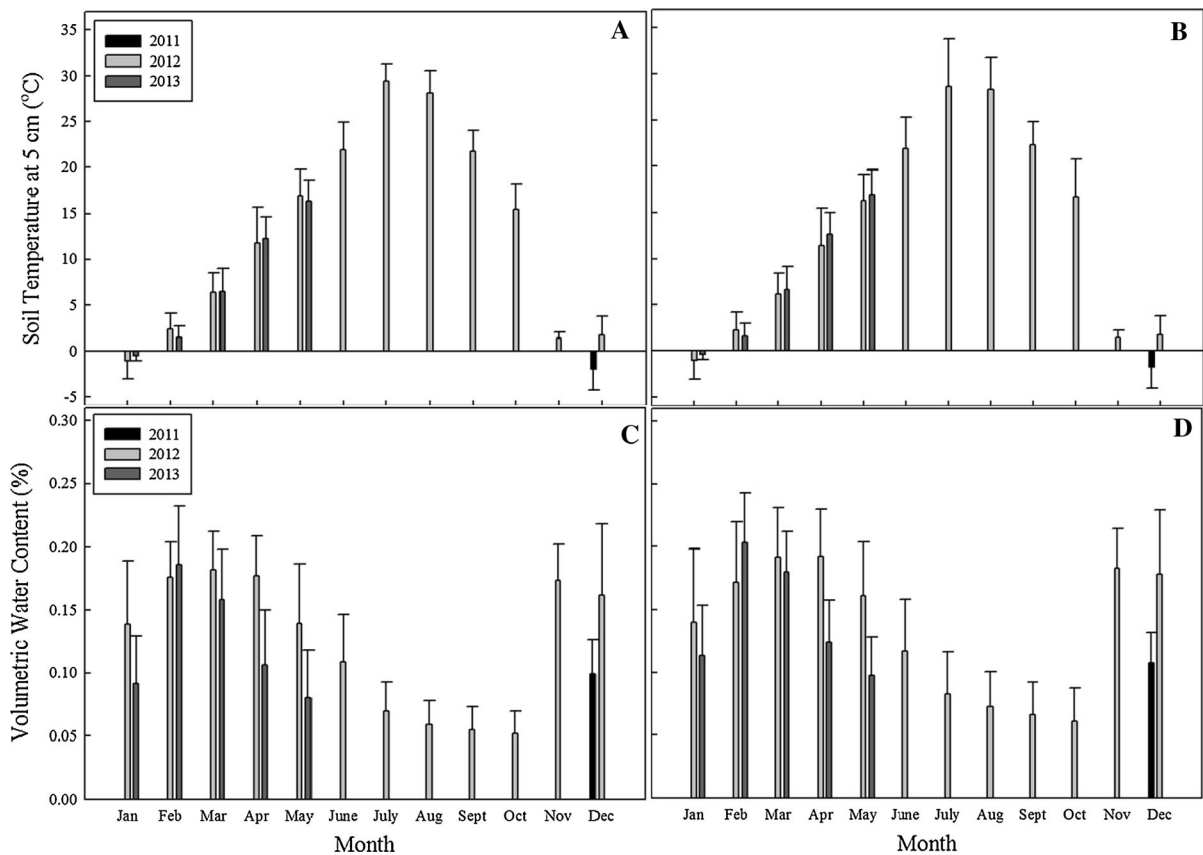 A
B
2011
2012
2013
Soil Temperature at 5 cm (°C)
35
30
25
20
15
10
5
0
-5
C
D
2011
2012
2013
Volumetric Water Content (%)
0.30
0.25
0.20
0.15
0.10
0.05
0.00
Jan Feb Mar Apr May June July Aug Sept Oct Nov Dec
Jan Feb Mar Apr May June July Aug Sept Oct Nov Dec
Month
Month